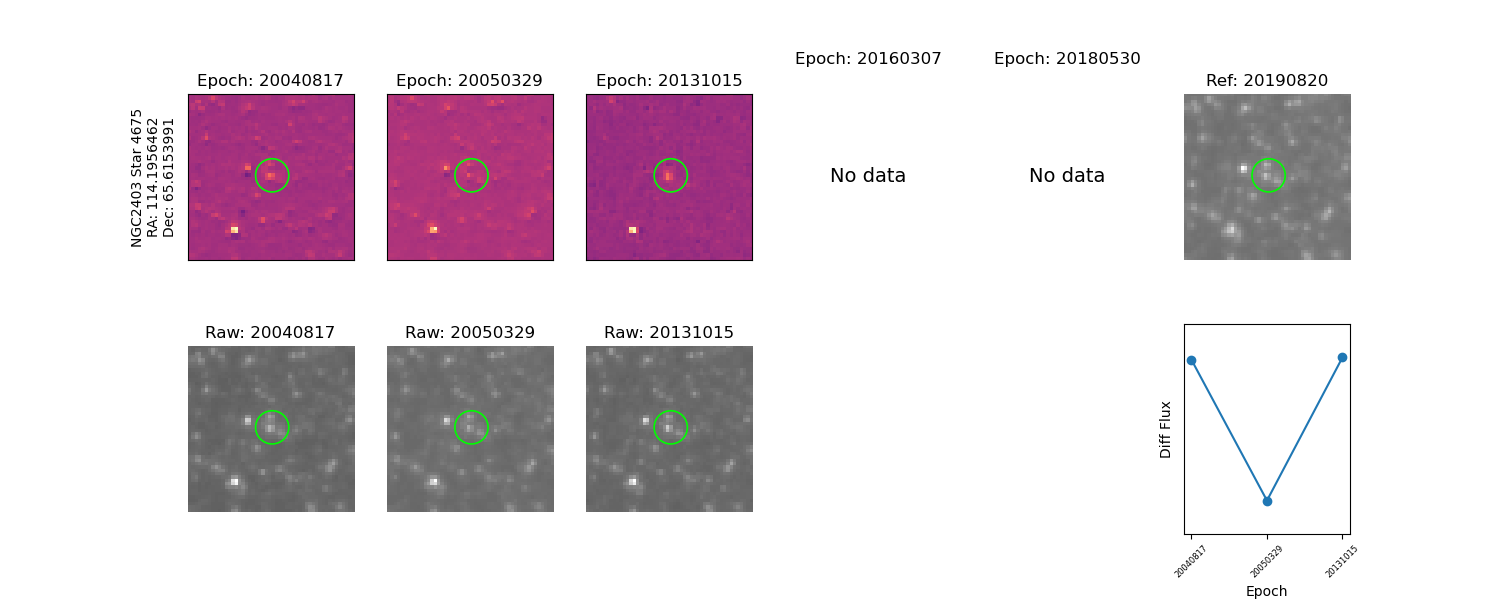 Epoch: 20040817
Epoch: 20050329
Epoch: 20131015
Epoch: 20160307
Epoch: 20180530
Ref: 20190820
NGC2403 Star 4675
RA: 114.1956462
Dec: 65.6153991
No data
No data
Raw: 20040817
Raw: 20050329
Raw: 20131015
Diff Flux
20040817
20050329
20131015
Epoch